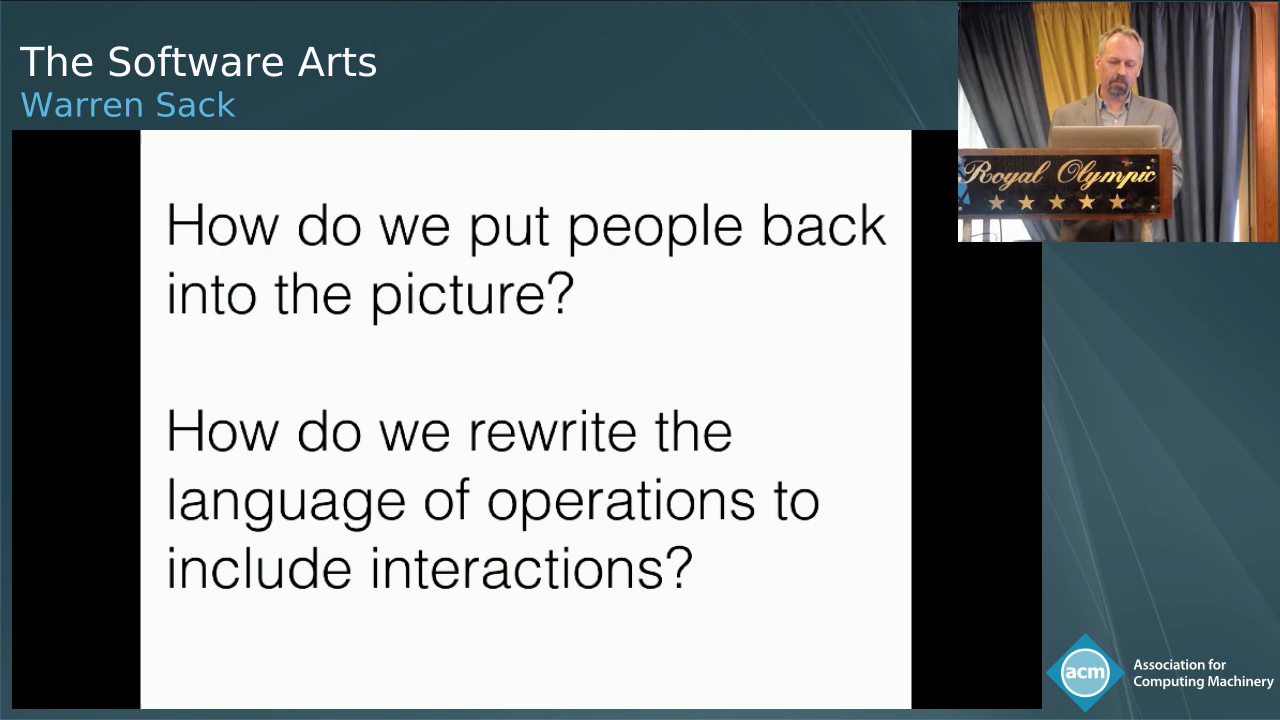 The Software Arts
Warren Sack
Royal Olympic
How do we put people back
into the picture?
How do we rewrite the
language of operations to
include interactions?
acm
Association for
Computing Machinery